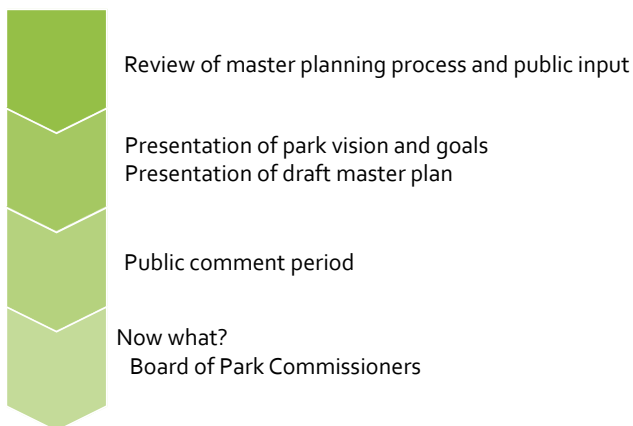 Review of master planning process and public input
Presentation of park vision and goals
Presentation of draft master plan
Public comment period
Now what?
Board of Park Commissioners